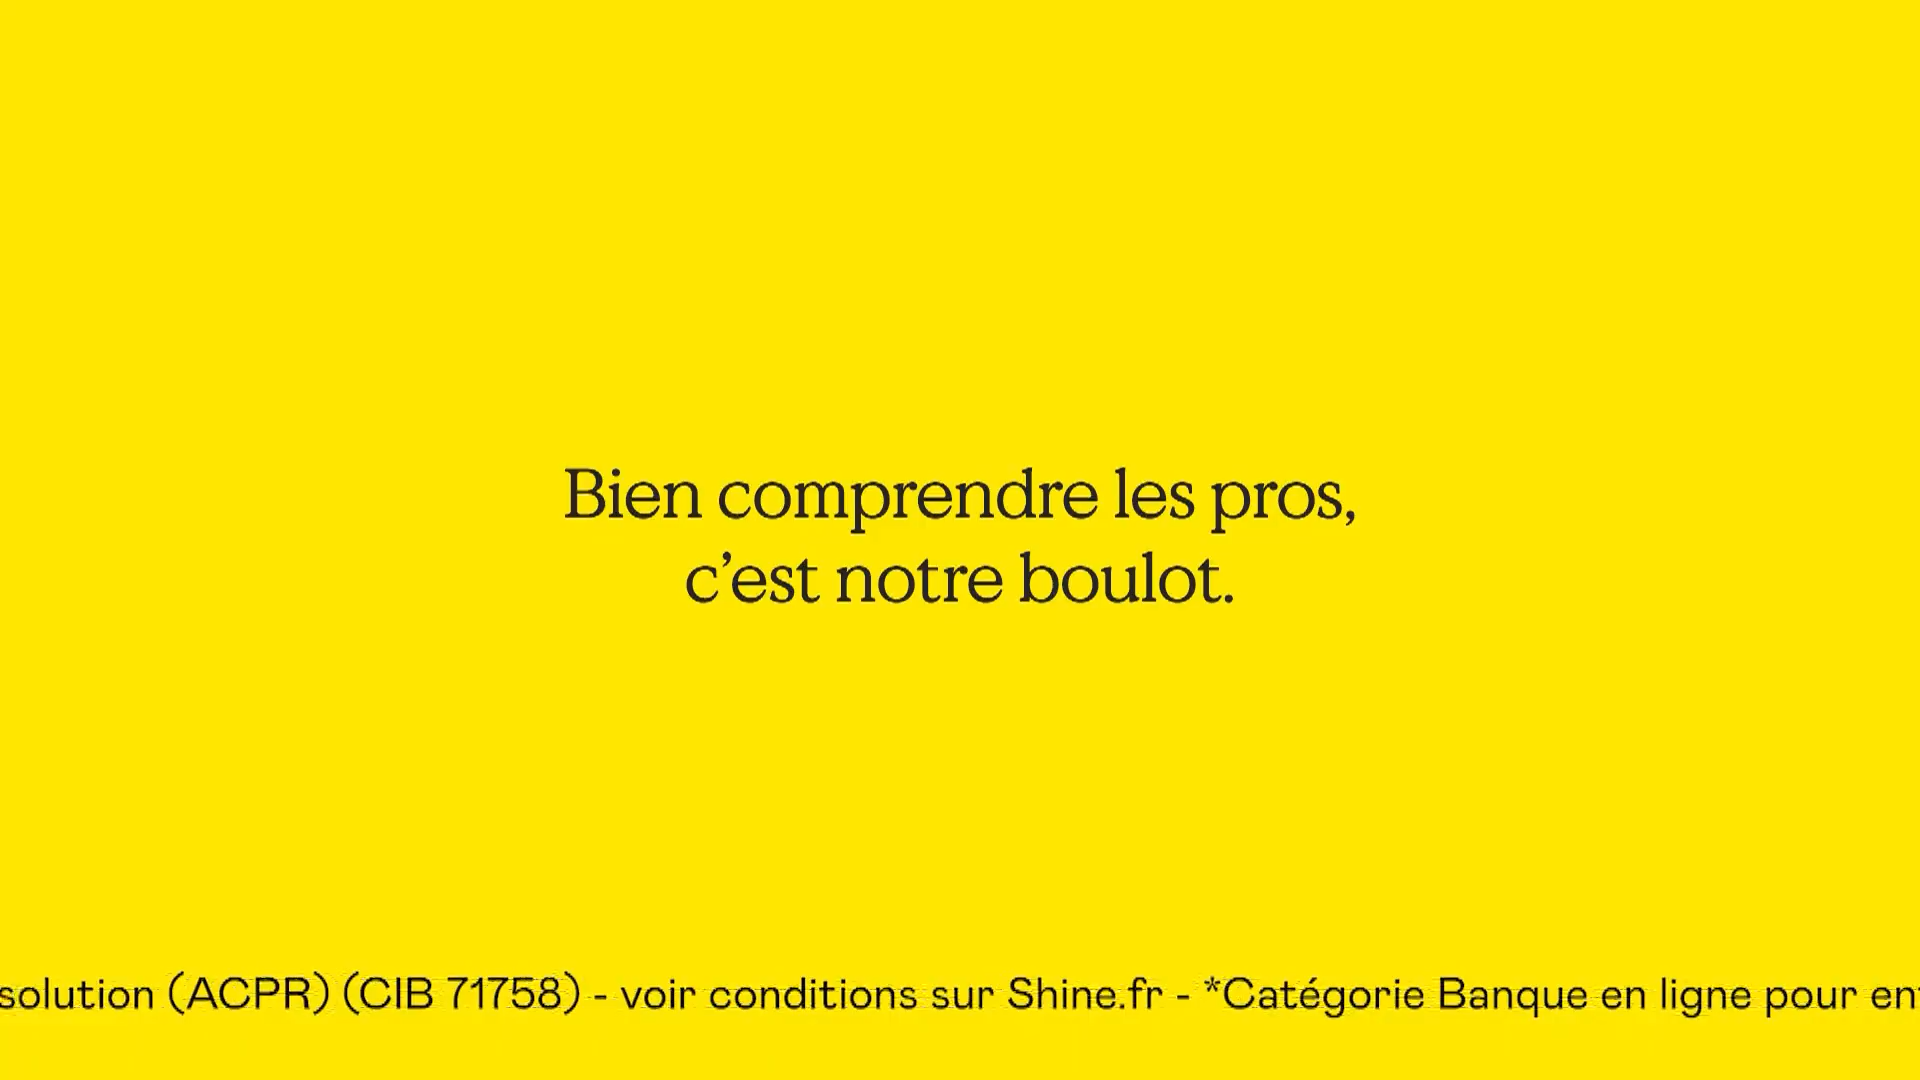 Bien comprendre les pros,
c’est notre boulot.
solution (ACPR) (CIB 71758) - voir conditions sur Shine.fr - *Catégorie Banque en ligne pour